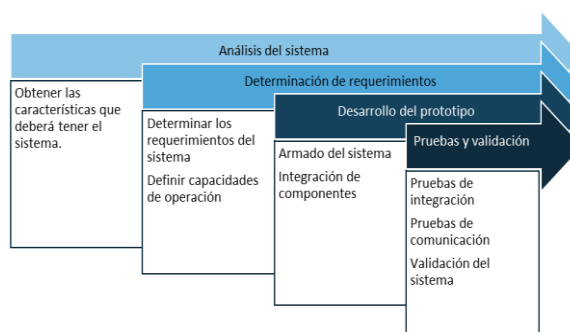 Análisis del sistema
Obtener las
características que
deberá tener el
sistema.
Determinación de requerimientos
Determinar los
requerimientos del
sistema
Definir capacidades
de operación
Desarrollo del prototipo
Armado del sistema
Integración de
componentes
Pruebas y validación
Pruebas de
integración
Pruebas de
comunicación
Validación del
sistema